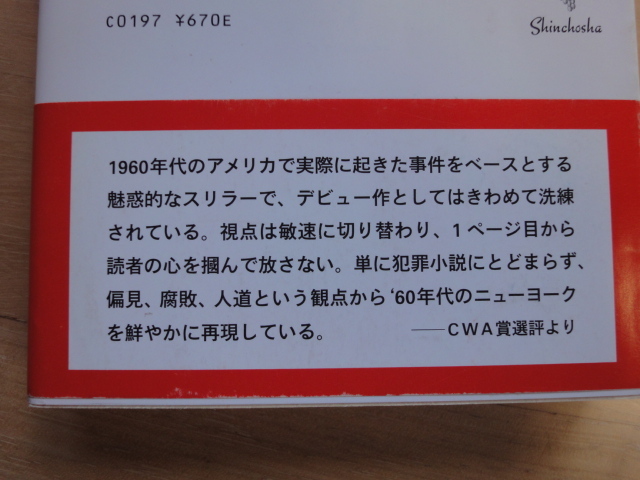 C0197 ¥670E
Shinchosha
1960年代のアメリカで実際に起きた事件をベースとする
魅惑的なスリラーで、デビュー作としてはきわめて洗練
されている。視点は敏速に切り替わり、1ページ目から
読者の心を摑んで放さない。単に犯罪小説にとどまらず、
偏見、腐敗、人道という観点から'60年代のニューヨーク
を鮮やかに再現している。 ──CWA賞選評より